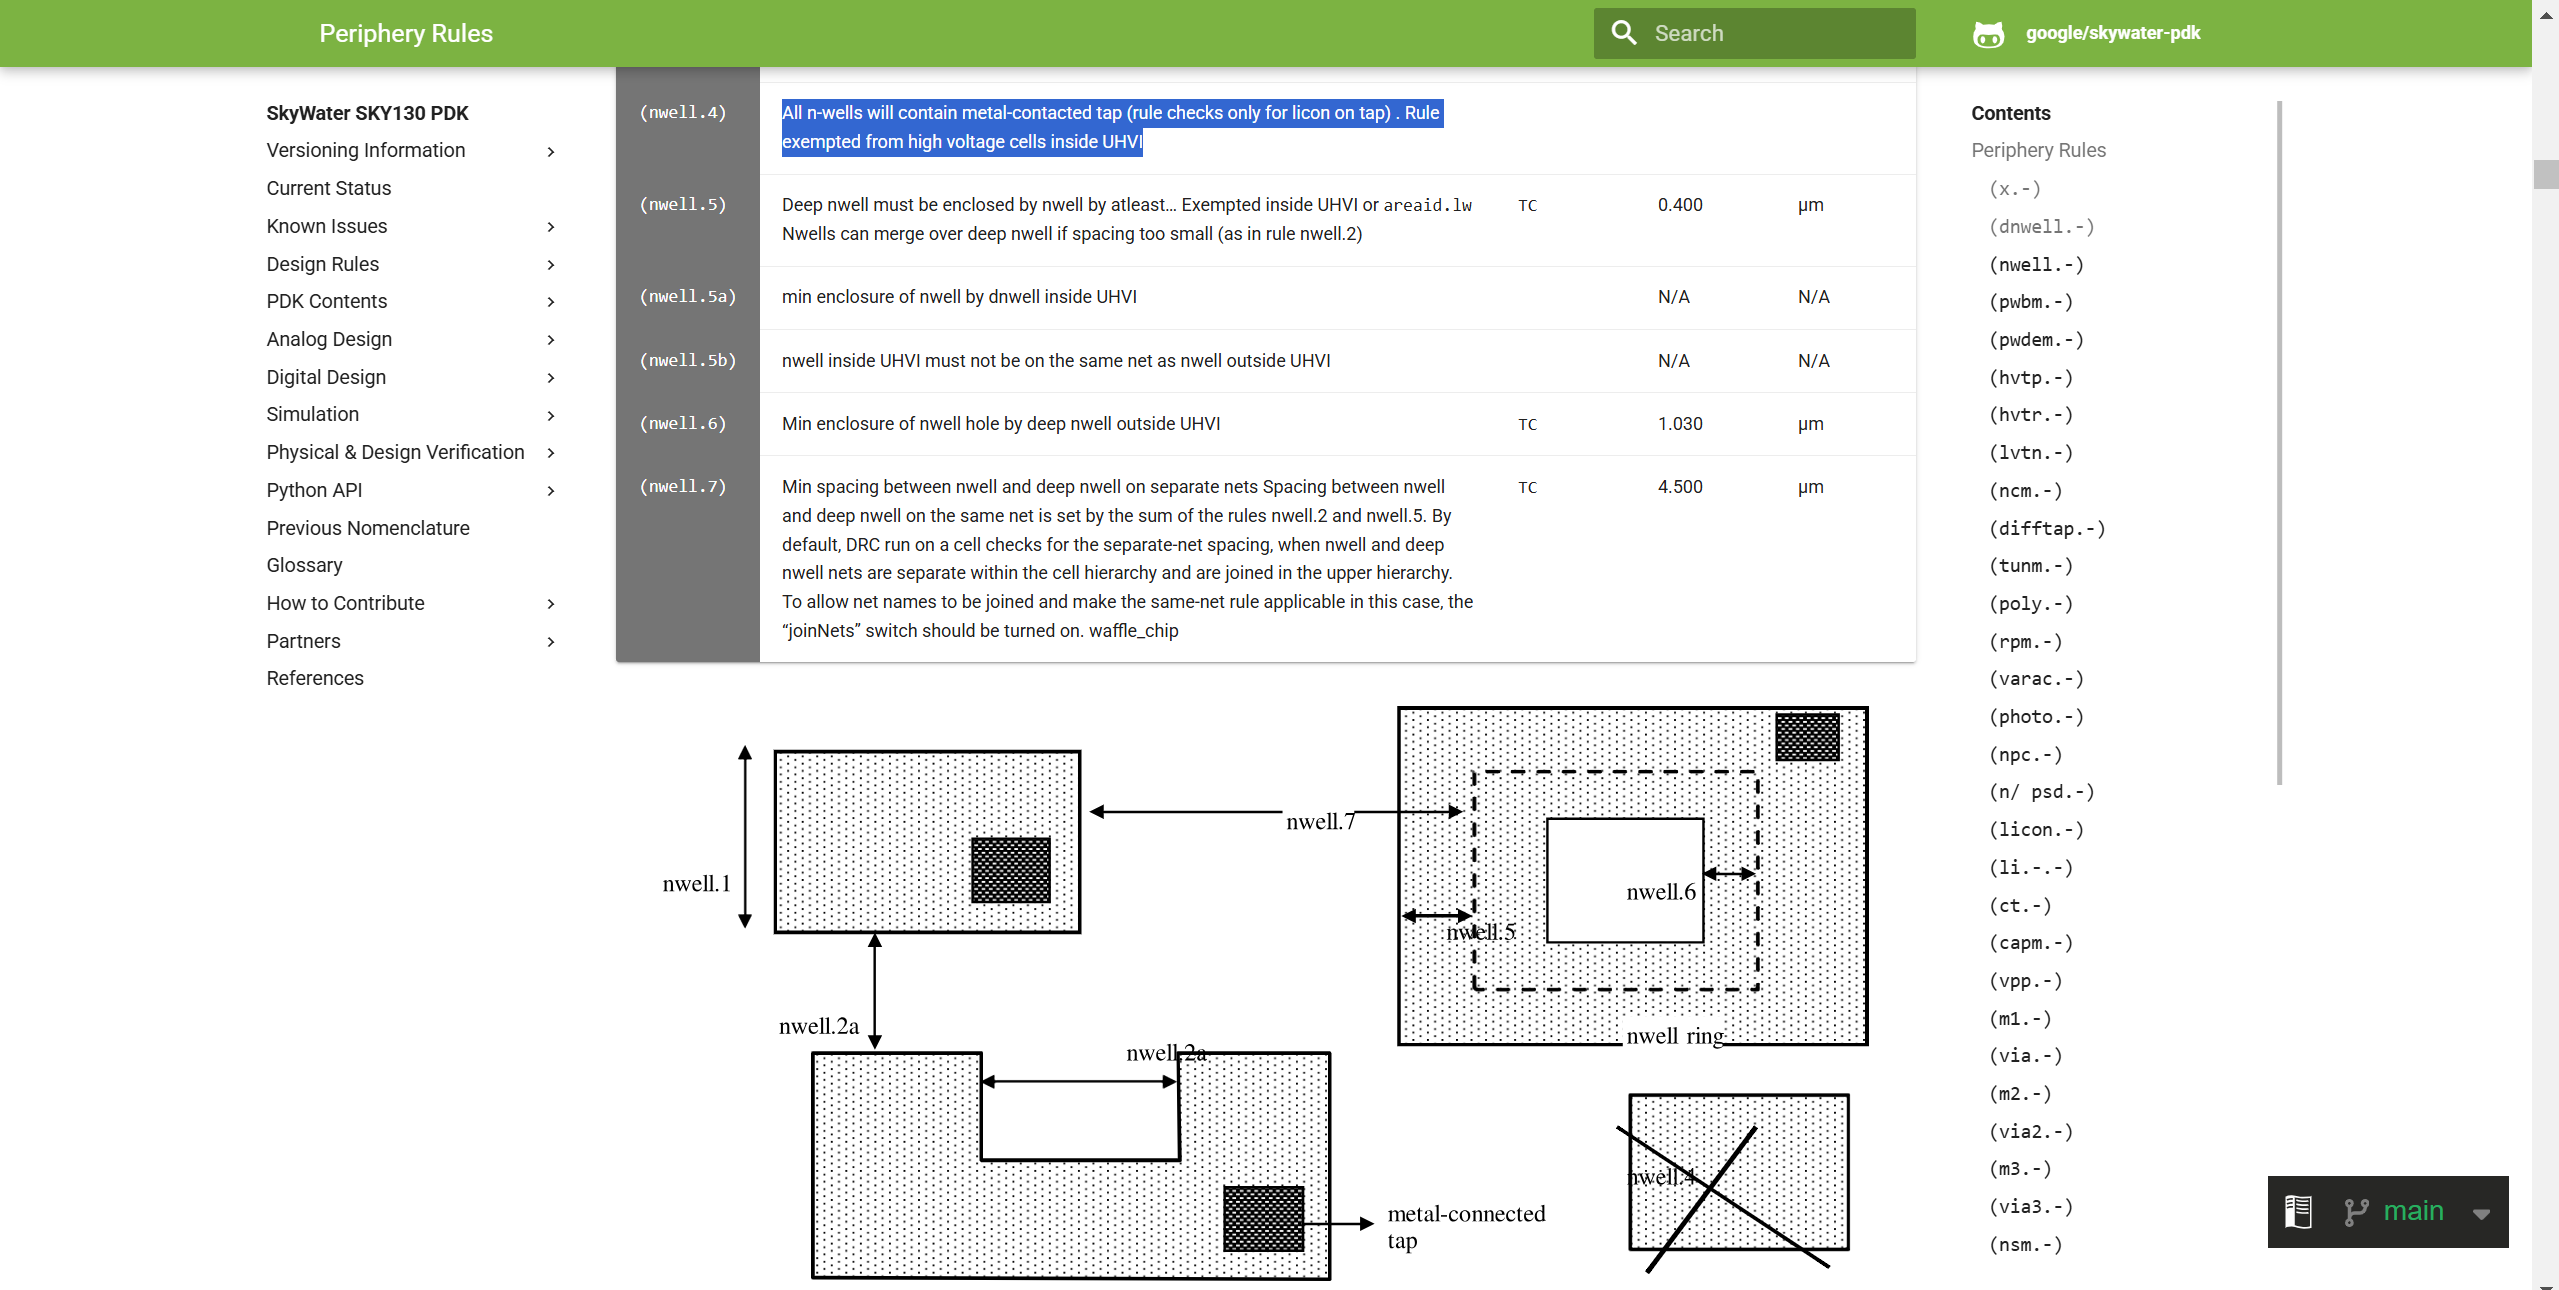 Periphery Rules
Search
google/skywater-pdk
SkyWater SKY130 PDK
Versioning Information
Current Status
Known Issues
Design Rules
PDK Contents
Analog Design
Digital Design
Simulation
Physical & Design Verification
Python API
Previous Nomenclature
Glossary
How to Contribute
Partners
References
(nwell.4)
All n-wells will contain metal-contacted tap (rule checks only for licon on tap) . Rule
exempted from high voltage cells inside UHVI
(nwell.5)
Deep nwell must be enclosed by nwell by atleast… Exempted inside UHVI or areaid.lw
Nwells can merge over deep nwell if spacing too small (as in rule nwell.2)
TC 0.400 µm
(nwell.5a) min enclosure of nwell by dnwell inside UHVI N/A N/A
(nwell.5b) nwell inside UHVI must not be on the same net as nwell outside UHVI N/A N/A
(nwell.6) Min enclosure of nwell hole by deep nwell outside UHVI TC 1.030 µm
(nwell.7)
Min spacing between nwell and deep nwell on separate nets Spacing between nwell
and deep nwell on the same net is set by the sum of the rules nwell.2 and nwell.5. By
default, DRC run on a cell checks for the separate-net spacing, when nwell and deep
nwell nets are separate within the cell hierarchy and are joined in the upper hierarchy.
To allow net names to be joined and make the same-net rule applicable in this case, the
“joinNets” switch should be turned on. waffle_chip
TC 4.500 µm
nwell.1
nwell.7
nwell.6
nwell.5
nwell.2a
nwell ring
nwell.2a
nwell.4
metal-connected
tap
Contents
Periphery Rules
(x.-)
(dnwell.-)
(nwell.-)
(pwbm.-)
(pwdem.-)
(hvtp.-)
(hvtr.-)
(lvtn.-)
(ncm.-)
(difftap.-)
(tunm.-)
(poly.-)
(rpm.-)
(varac.-)
(photo.-)
(npc.-)
(n/ psd.-)
(licon.-)
(li.-.-)
(ct.-)
(capm.-)
(vpp.-)
(m1.-)
(via.-)
(m2.-)
(via2.-)
(m3.-)
(via3.-)
(nsm.-)
main